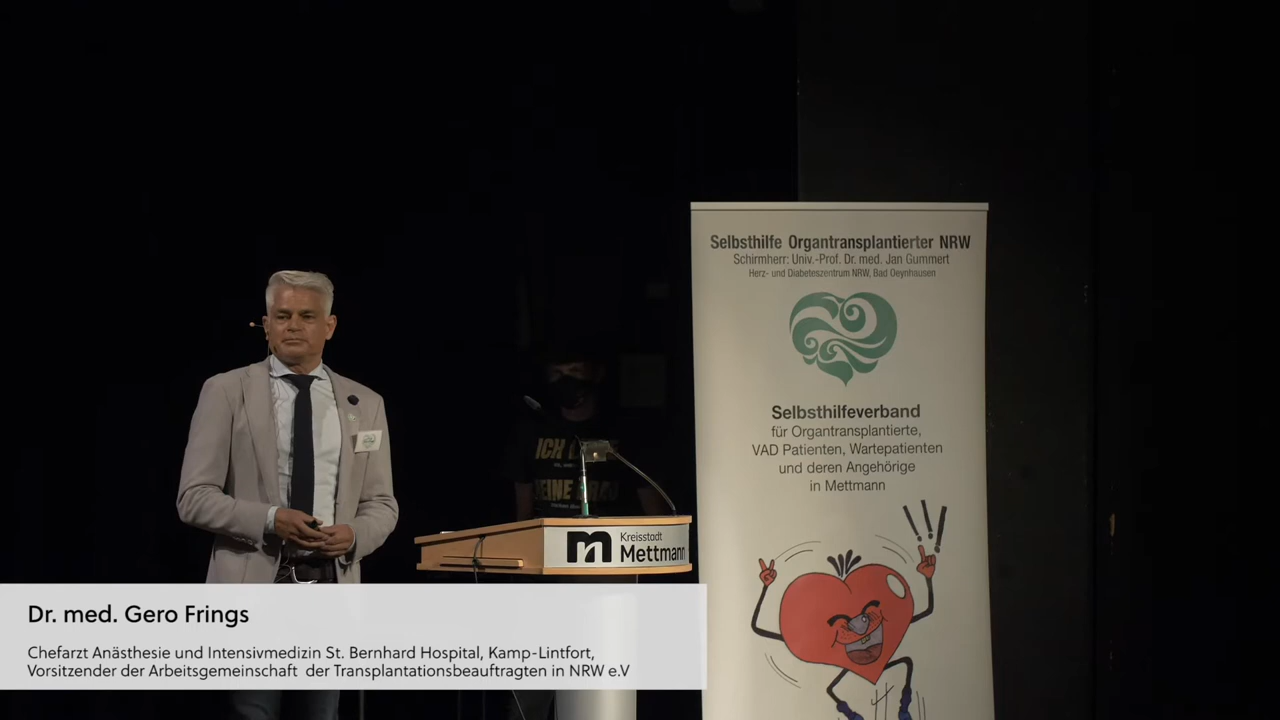 Selbsthilfe Organtransplantierter NRW
Schirmherr: Univ.-Prof. Dr. med. Jan Gummert
Herz- und Diabeteszentrum NRW, Bad Oeynhausen
Selbsthilfeverband
für Organtransplantierte,
VAD Patienten, Wartepatienten
und deren Angehörige
in Mettmann
!!!
ICH
Kreisstadt
Mettmann
Dr. med. Gero Frings
Chefarzt Anästhesie und Intensivmedizin St. Bernhard Hospital, Kamp-Lintfort,
Vorsitzender der Arbeitsgemeinschaft der Transplantationsbeauftragten in NRW e.V